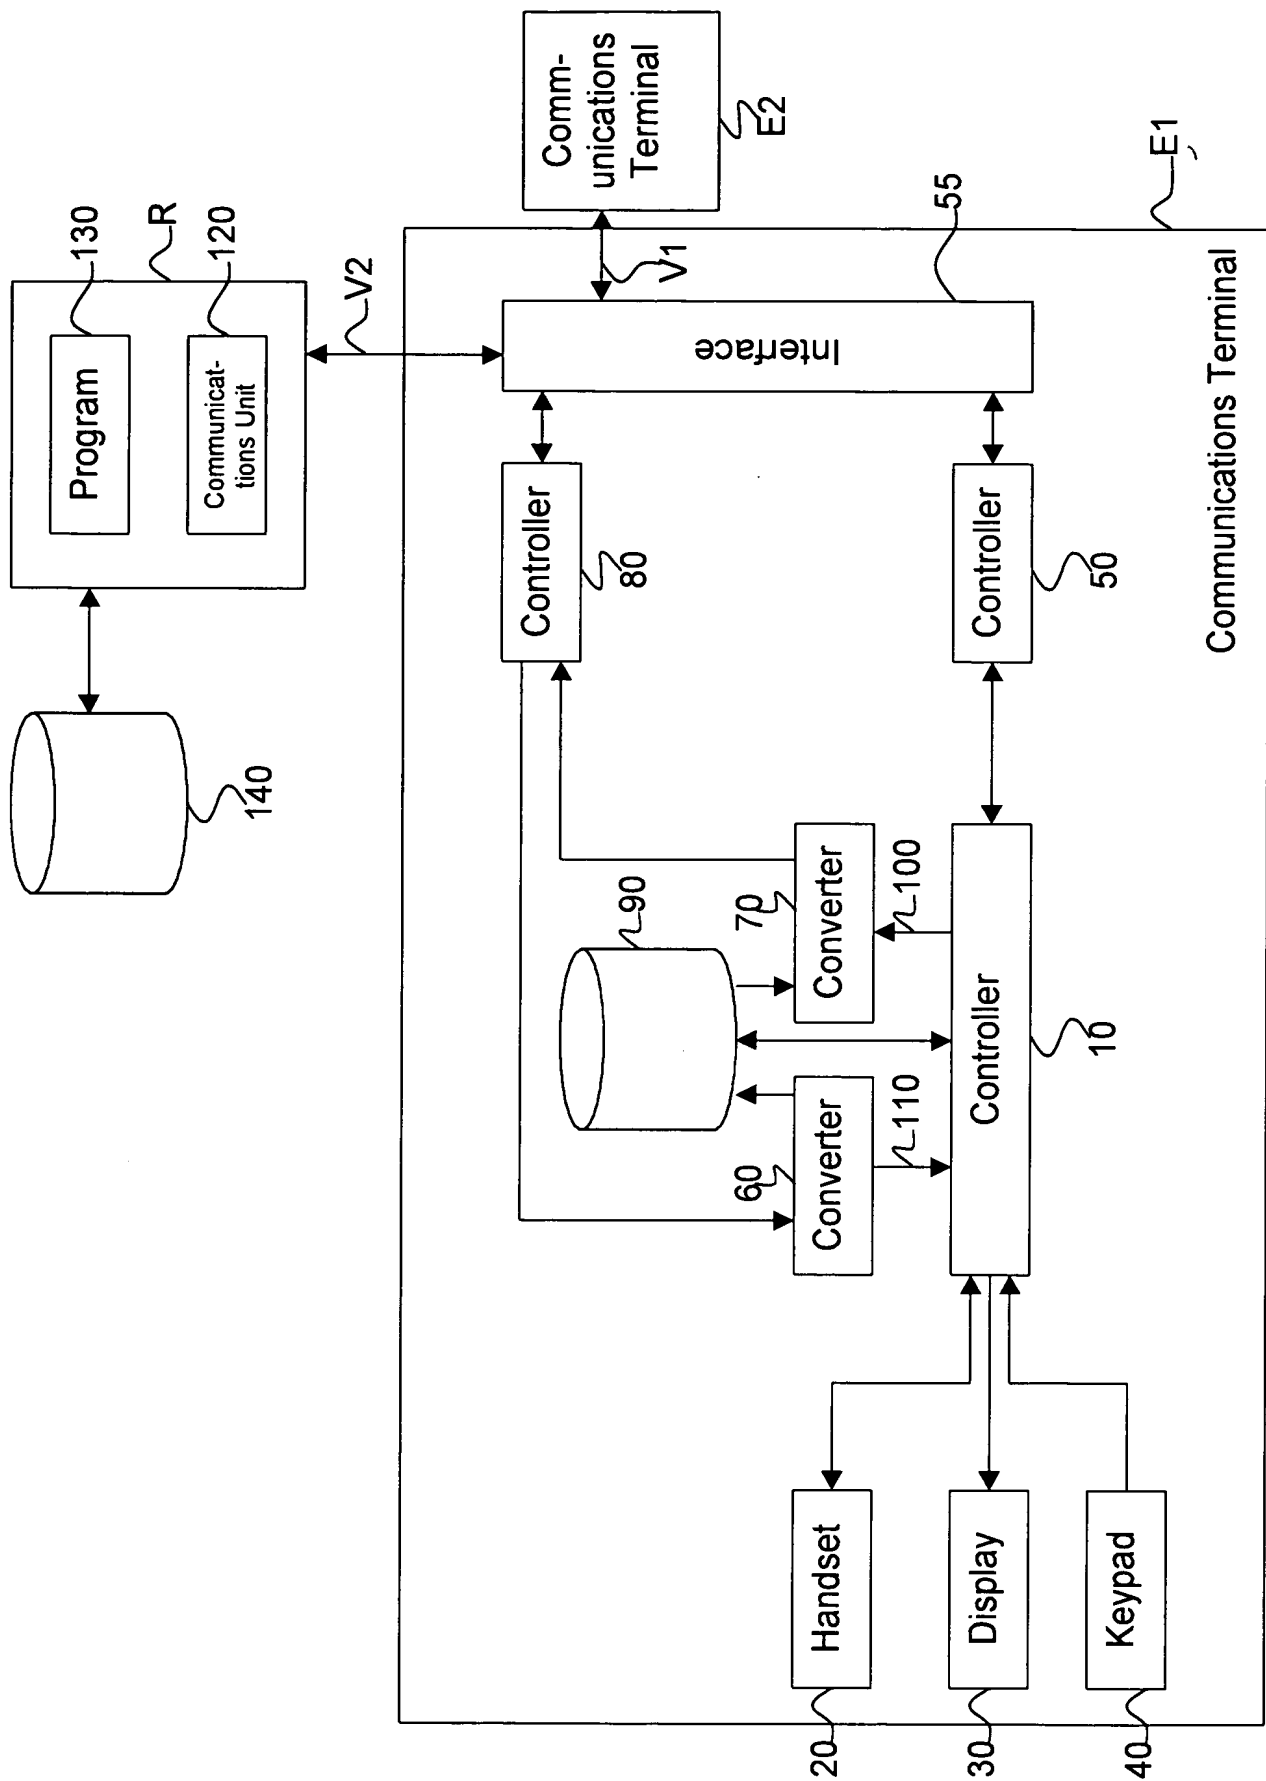 140
Program
130
R
Communicat-
tions Unit
120
V2
Comm-
unications
Terminal
E2
V1
Interface
55
Controller
80
Controller
50
90
Converter
70
100
Converter
60
110
Controller
10
Handset
20
Display
30
Keypad
40
Communications Terminal
E1